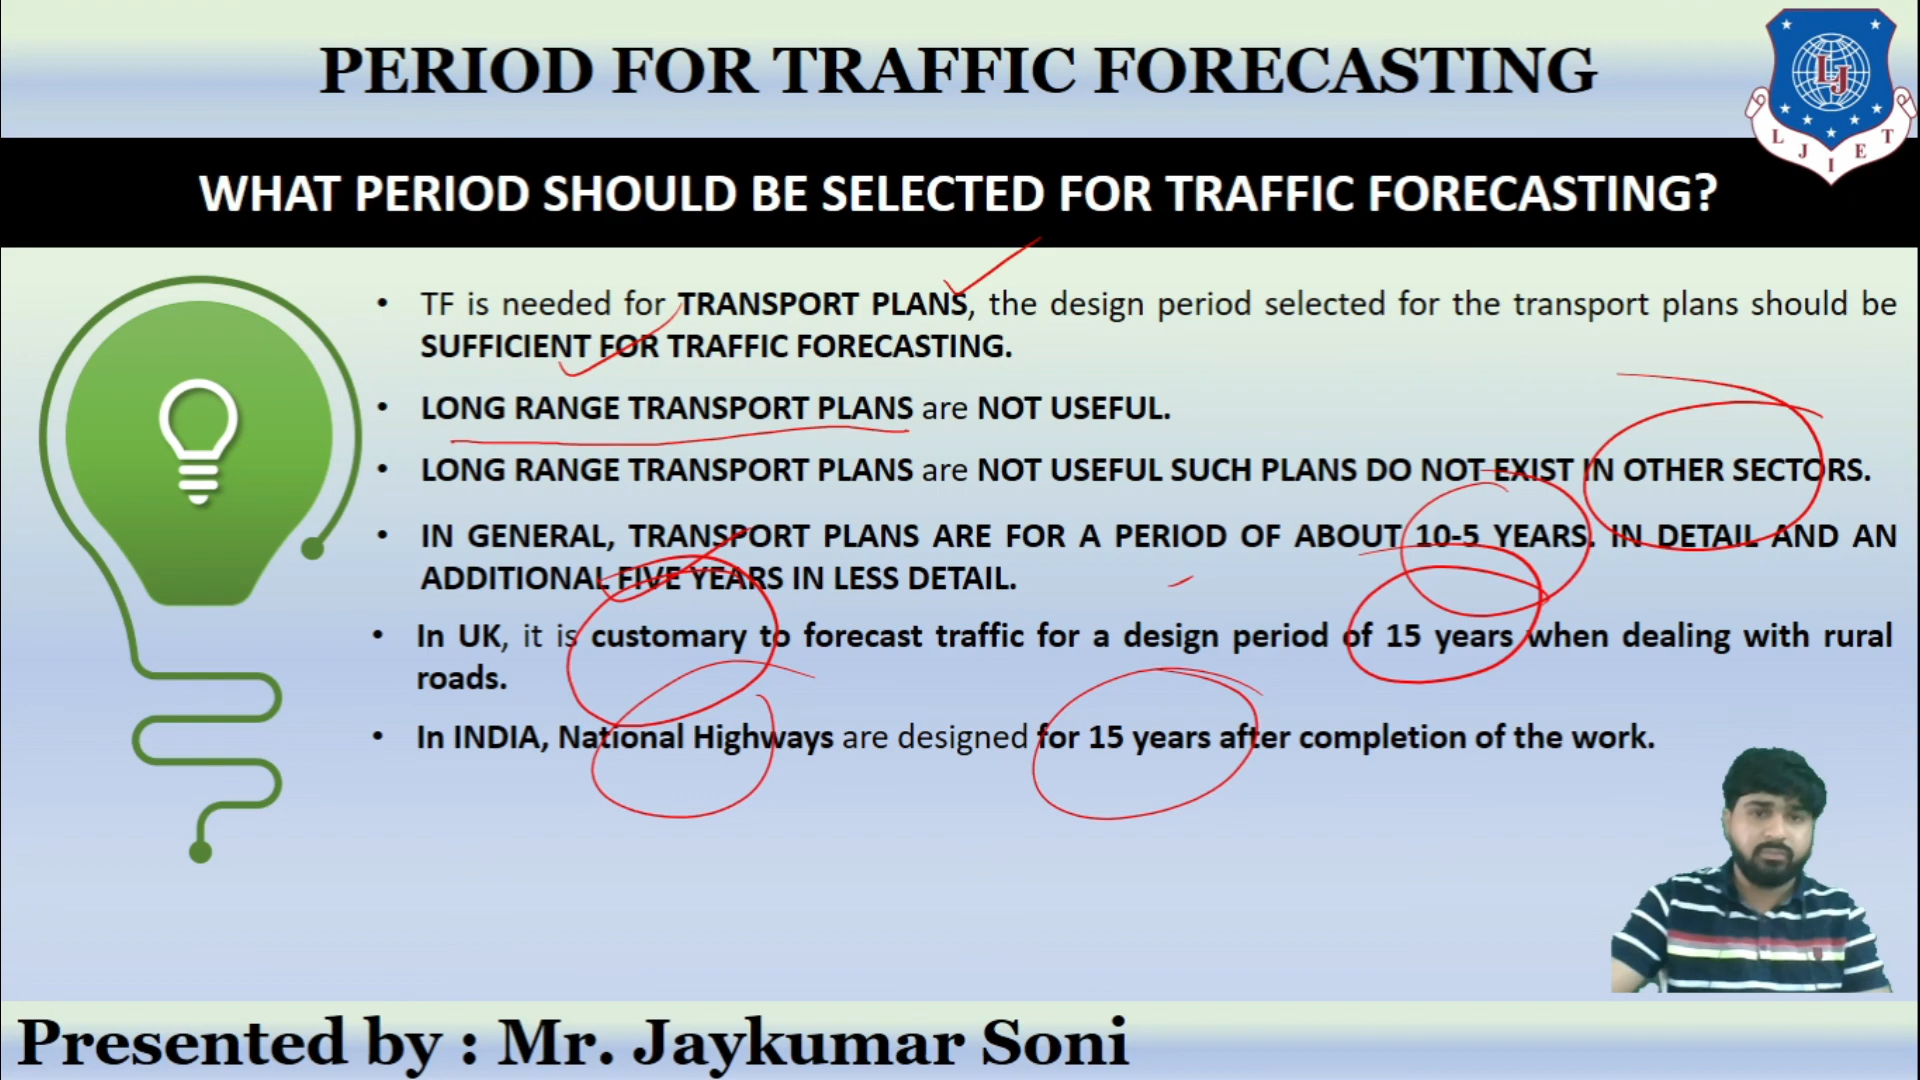 PERIOD FOR TRAFFIC FORECASTING
LJ
L J I E T
WHAT PERIOD SHOULD BE SELECTED FOR TRAFFIC FORECASTING?
• TF is needed for TRANSPORT PLANS, the design period selected for the transport plans should be
SUFFICIENT FOR TRAFFIC FORECASTING.
• LONG RANGE TRANSPORT PLANS are NOT USEFUL.
• LONG RANGE TRANSPORT PLANS are NOT USEFUL SUCH PLANS DO NOT EXIST IN OTHER SECTORS.
• IN GENERAL, TRANSPORT PLANS ARE FOR A PERIOD OF ABOUT 10-5 YEARS. IN DETAIL AND AN
ADDITIONAL FIVE YEARS IN LESS DETAIL.
• In UK, it is customary to forecast traffic for a design period of 15 years when dealing with rural
roads.
• In INDIA, National Highways are designed for 15 years after completion of the work.
Presented by : Mr. Jaykumar Soni